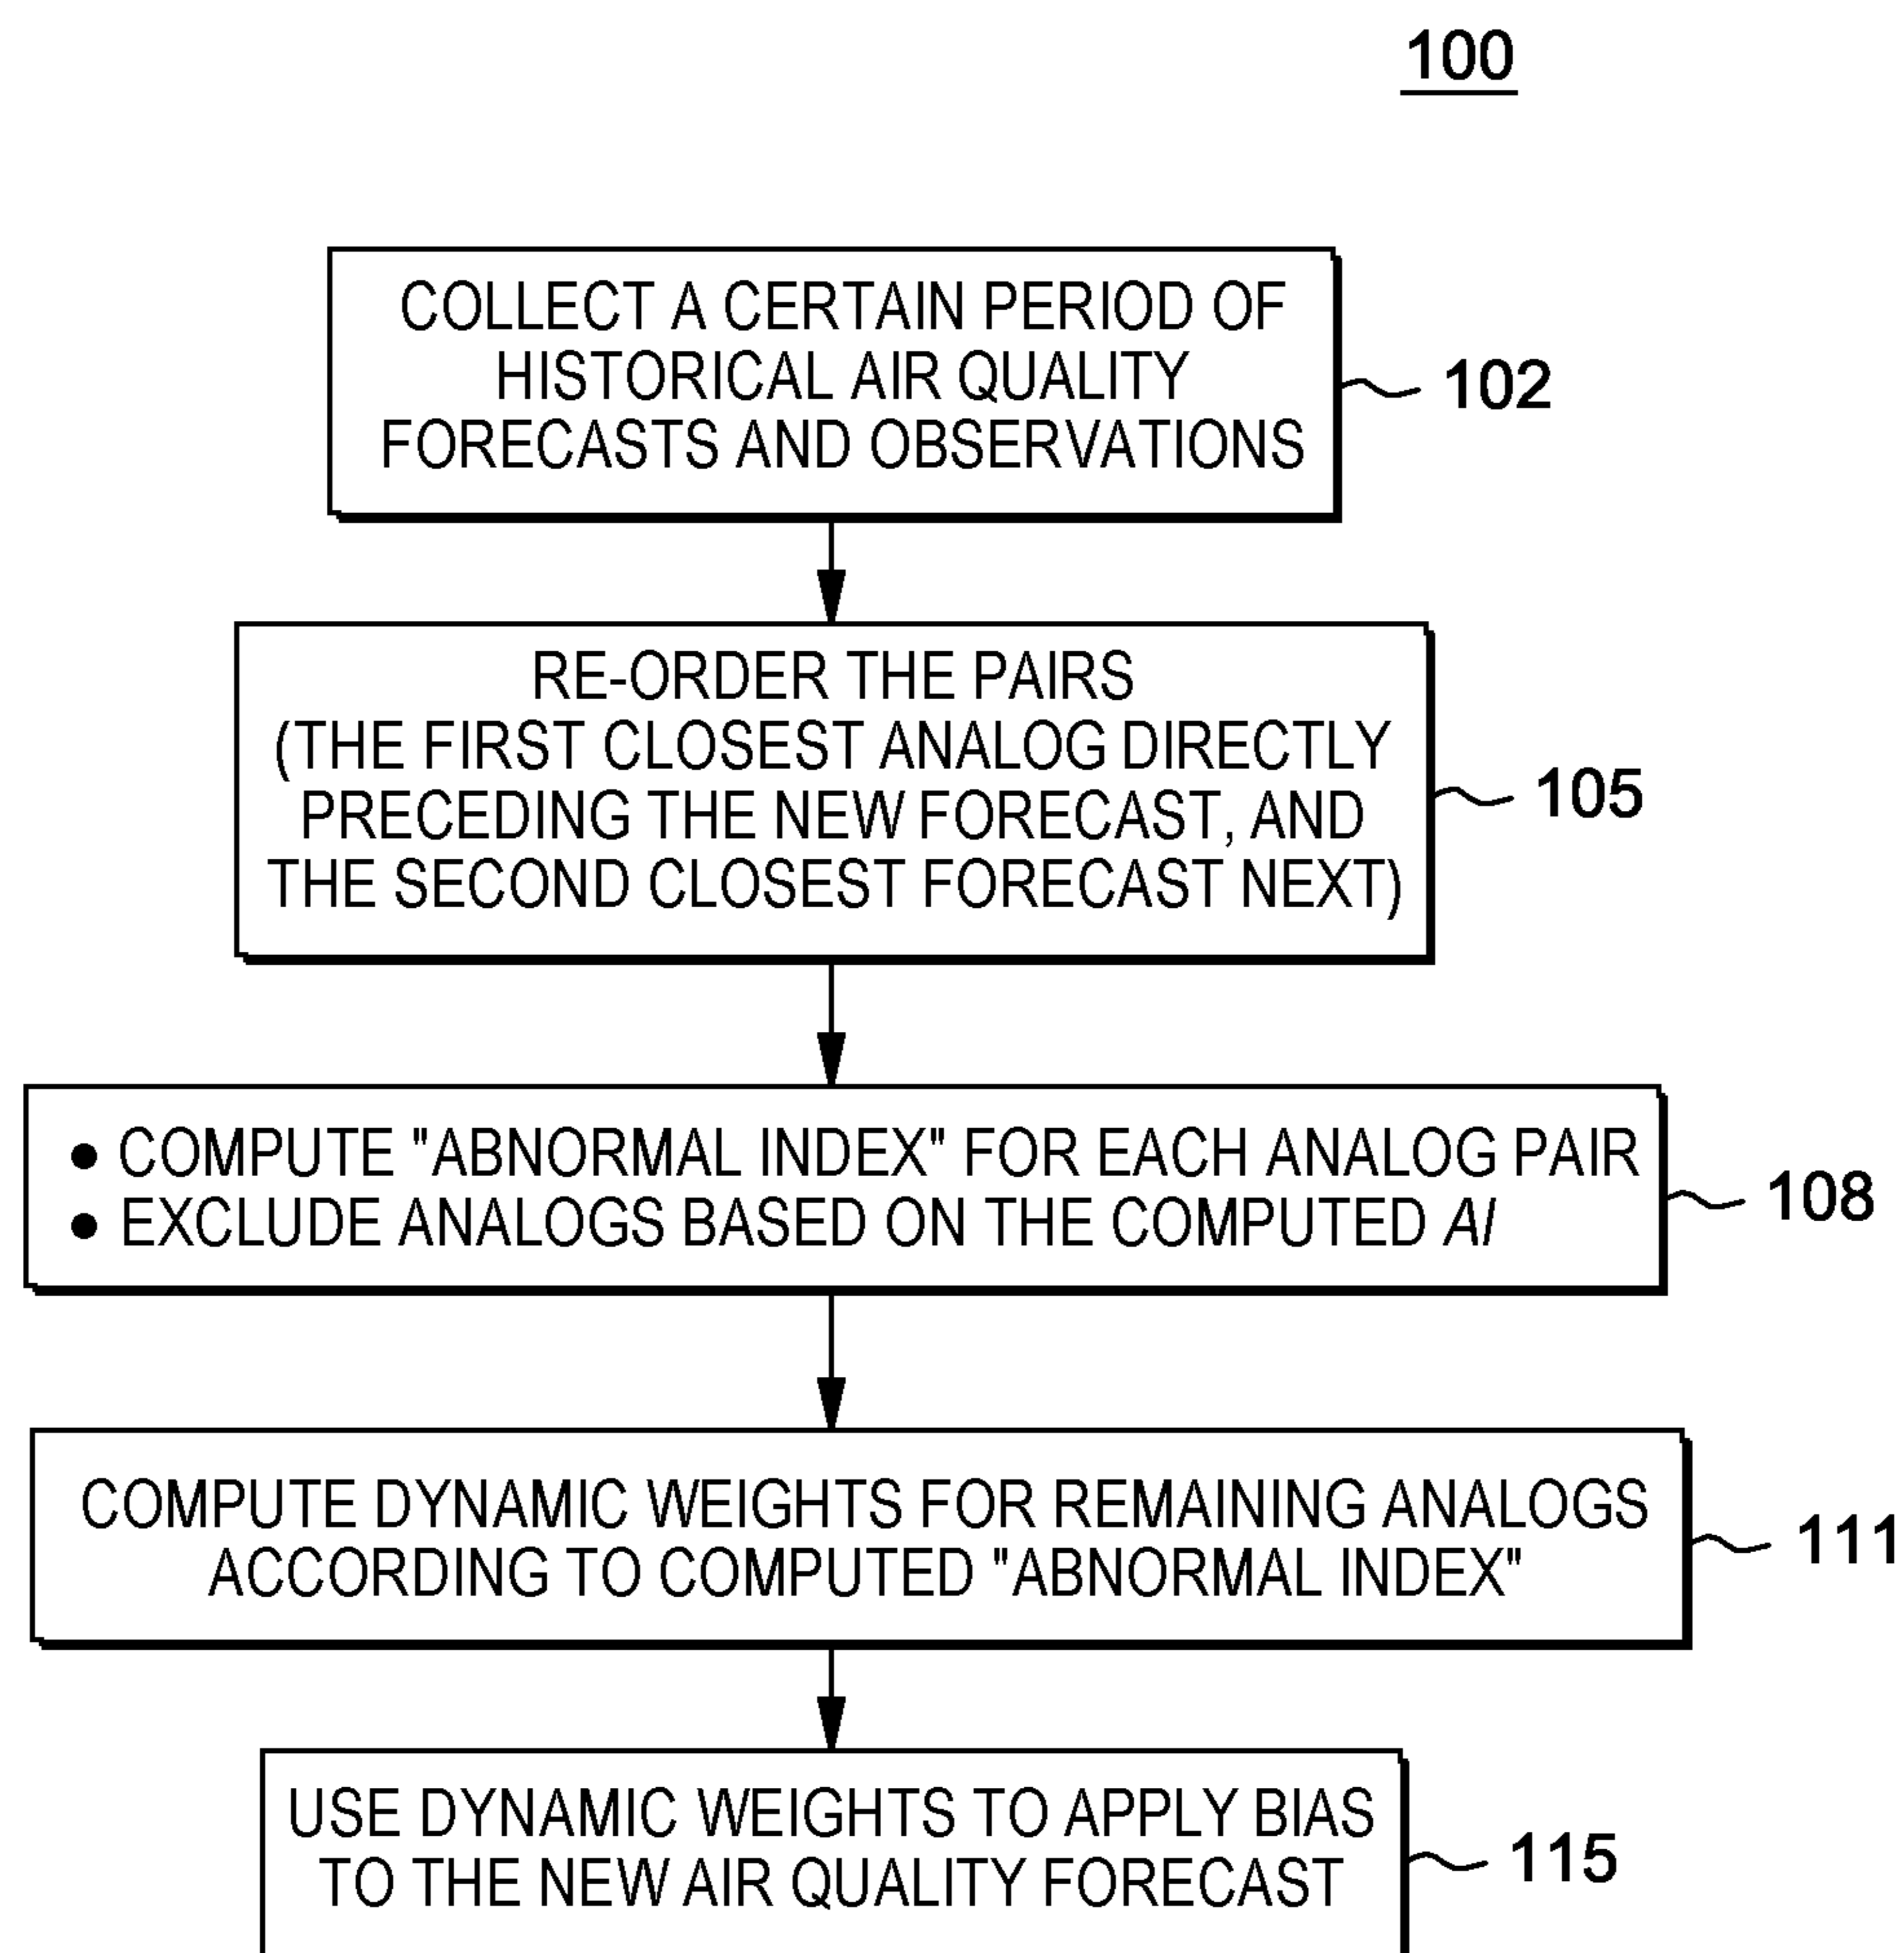 100
COLLECT A CERTAIN PERIOD OF
HISTORICAL AIR QUALITY
FORECASTS AND OBSERVATIONS
102
RE-ORDER THE PAIRS
(THE FIRST CLOSEST ANALOG DIRECTLY
PRECEDING THE NEW FORECAST, AND
THE SECOND CLOSEST FORECAST NEXT)
105
● COMPUTE "ABNORMAL INDEX" FOR EACH ANALOG PAIR
● EXCLUDE ANALOGS BASED ON THE COMPUTED AI
108
COMPUTE DYNAMIC WEIGHTS FOR REMAINING ANALOGS
ACCORDING TO COMPUTED "ABNORMAL INDEX"
111
USE DYNAMIC WEIGHTS TO APPLY BIAS
TO THE NEW AIR QUALITY FORECAST
115